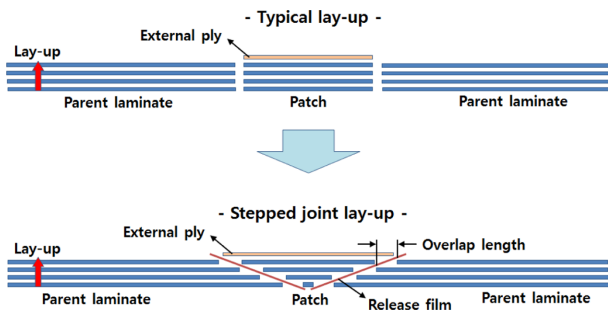 - Typical lay-up -
External ply
Lay-up
Parent laminate
Patch
Parent laminate
- Stepped joint lay-up -
Lay-up
External ply
Overlap length
Parent laminate
Patch
Release film
Parent laminate